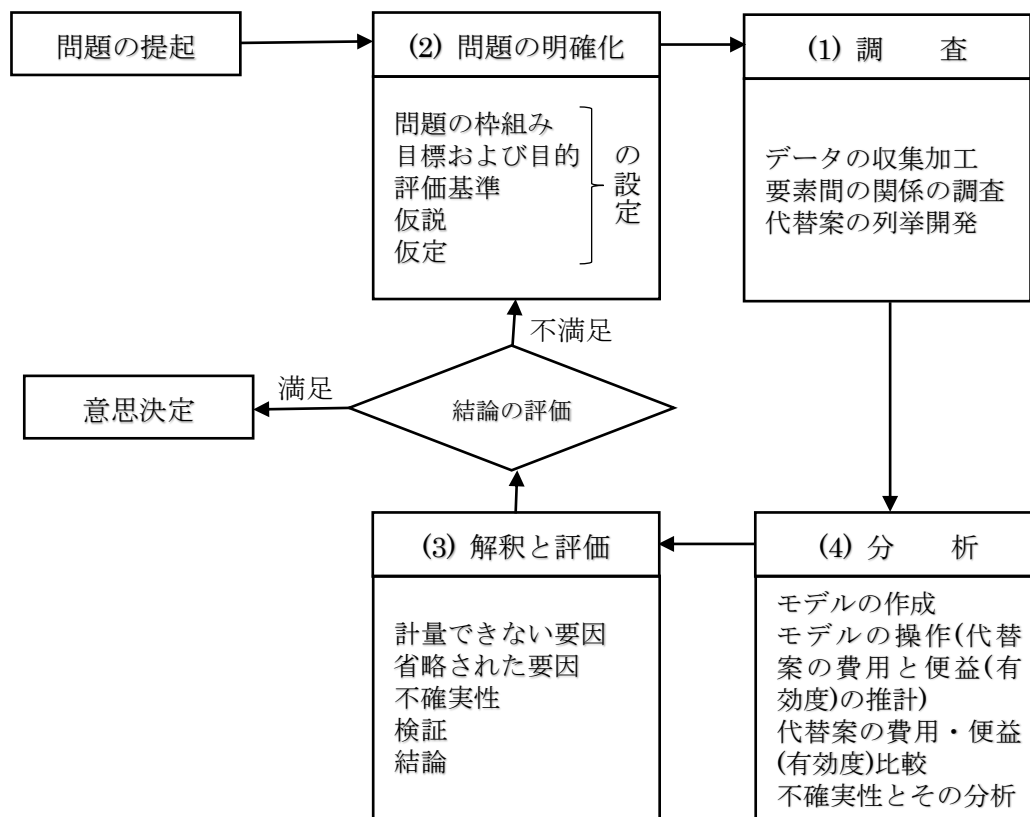 問題の提起
(2) 問題の明確化
問題の枠組み
目標および目的
評価基準
仮説
仮定
の設定
(1) 調　　査
データの収集加工
要素間の関係の調査
代替案の列挙開発
不満足
満足
意思決定
結論の評価
(3) 解釈と評価
計量できない要因
省略された要因
不確実性
検証
結論
(4) 分　　析
モデルの作成
モデルの操作(代替
案の費用と便益(有
効度)の推計)
代替案の費用・便益
(有効度)比較
不確実性とその分析